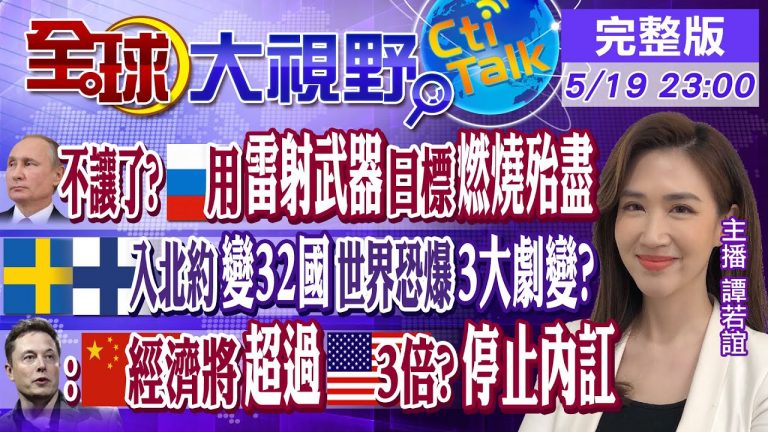 全球大視野
Cti Talk
完整版
5/19 23:00
不讓了?用雷射武器目標燃燒殆盡
入北約變32國世界恐爆3大劇變?
:經濟將超過3倍?停止內訌
主播 譚若誼